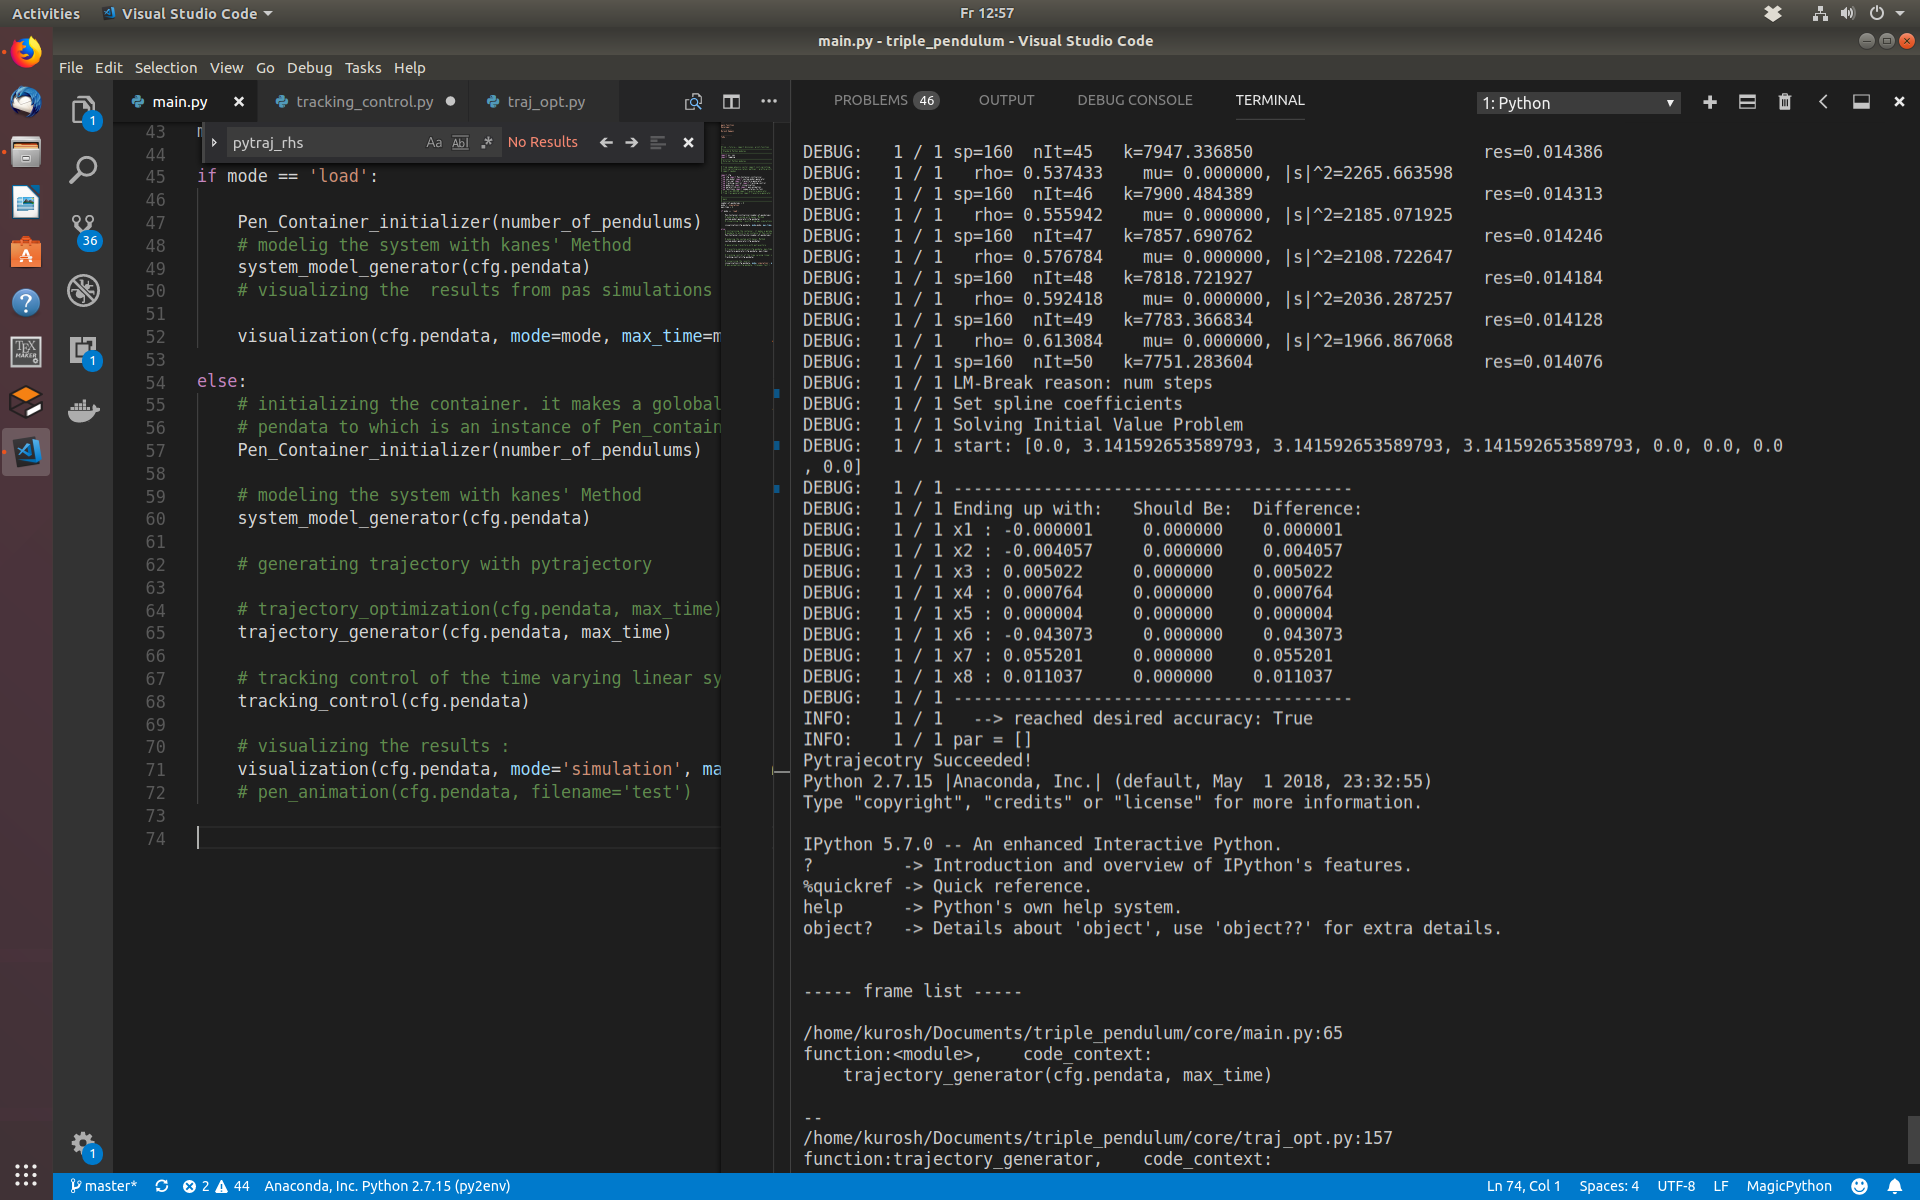 Activities
Visual Studio Code
Fr 12:57
main.py - triple_pendulum - Visual Studio Code
File Edit Selection View Go Debug Tasks Help
main.py
tracking_control.py
traj_opt.py
pytraj_rhs
Aa
Abl
.*
No Results
43
44
45 if mode == 'load':
46
47 Pen_Container_initializer(number_of_pendulums)
48 # modelig the system with kanes' Method
49 system_model_generator(cfg.pendata)
50 # visualizing the  results from pas simulations
51
52 visualization(cfg.pendata, mode=mode, max_time=m
53
54 else:
55 # initializing the container. it makes a golobal
56 # pendata to which is an instance of Pen_contain
57 Pen_Container_initializer(number_of_pendulums)
58
59 # modeling the system with kanes' Method
60 system_model_generator(cfg.pendata)
61
62 # generating trajectory with pytrajectory
63
64 # trajectory_optimization(cfg.pendata, max_time)
65 trajectory_generator(cfg.pendata, max_time)
66
67 # tracking control of the time varying linear sy
68 tracking_control(cfg.pendata)
69
70 # visualizing the results :
71 visualization(cfg.pendata, mode='simulation', ma
72 # pen_animation(cfg.pendata, filename='test')
73
74
1
36
1
1
PROBLEMS 46 OUTPUT DEBUG CONSOLE TERMINAL
1: Python
DEBUG:   1 / 1 sp=160  nIt=45   k=7947.336850   res=0.014386
DEBUG:   1 / 1   rho= 0.537433    mu= 0.000000, |s|^2=2265.663598
DEBUG:   1 / 1 sp=160  nIt=46   k=7900.484389   res=0.014313
DEBUG:   1 / 1   rho= 0.555942    mu= 0.000000, |s|^2=2185.071925
DEBUG:   1 / 1 sp=160  nIt=47   k=7857.690762   res=0.014246
DEBUG:   1 / 1   rho= 0.576784    mu= 0.000000, |s|^2=2108.722647
DEBUG:   1 / 1 sp=160  nIt=48   k=7818.721927   res=0.014184
DEBUG:   1 / 1   rho= 0.592418    mu= 0.000000, |s|^2=2036.287257
DEBUG:   1 / 1 sp=160  nIt=49   k=7783.366834   res=0.014128
DEBUG:   1 / 1   rho= 0.613084    mu= 0.000000, |s|^2=1966.867068
DEBUG:   1 / 1 sp=160  nIt=50   k=7751.283604   res=0.014076
DEBUG:   1 / 1 LM-Break reason: num steps
DEBUG:   1 / 1 Set spline coefficients
DEBUG:   1 / 1 Solving Initial Value Problem
DEBUG:   1 / 1 start: [0.0, 3.141592653589793, 3.141592653589793, 3.141592653589793, 0.0, 0.0, 0.0
, 0.0]
DEBUG:   1 / 1 ----------------------------------------
DEBUG:   1 / 1 Ending up with:   Should Be:  Difference:
DEBUG:   1 / 1 x1 : -0.000001     0.000000    0.000001
DEBUG:   1 / 1 x2 : -0.004057     0.000000    0.004057
DEBUG:   1 / 1 x3 : 0.005022     0.000000    0.005022
DEBUG:   1 / 1 x4 : 0.000764     0.000000    0.000764
DEBUG:   1 / 1 x5 : 0.000004     0.000000    0.000004
DEBUG:   1 / 1 x6 : -0.043073     0.000000    0.043073
DEBUG:   1 / 1 x7 : 0.055201     0.000000    0.055201
DEBUG:   1 / 1 x8 : 0.011037     0.000000    0.011037
DEBUG:   1 / 1 ----------------------------------------
INFO:    1 / 1   --> reached desired accuracy: True
INFO:    1 / 1 par = []
Pytrajecotry Succeeded!
Python 2.7.15 |Anaconda, Inc.| (default, May  1 2018, 23:32:55)
Type "copyright", "credits" or "license" for more information.
IPython 5.7.0 -- An enhanced Interactive Python.
?         -> Introduction and overview of IPython's features.
%quickref -> Quick reference.
help      -> Python's own help system.
object?   -> Details about 'object', use 'object??' for extra details.
----- frame list -----
/home/kurosh/Documents/triple_pendulum/core/main.py:65
function:<module>,    code_context:
trajectory_generator(cfg.pendata, max_time)
--
/home/kurosh/Documents/triple_pendulum/core/traj_opt.py:157
function:trajectory_generator,    code_context:
master*
2 44
Anaconda, Inc. Python 2.7.15 (py2env)
Ln 74, Col 1 Spaces: 4 UTF-8 LF MagicPython